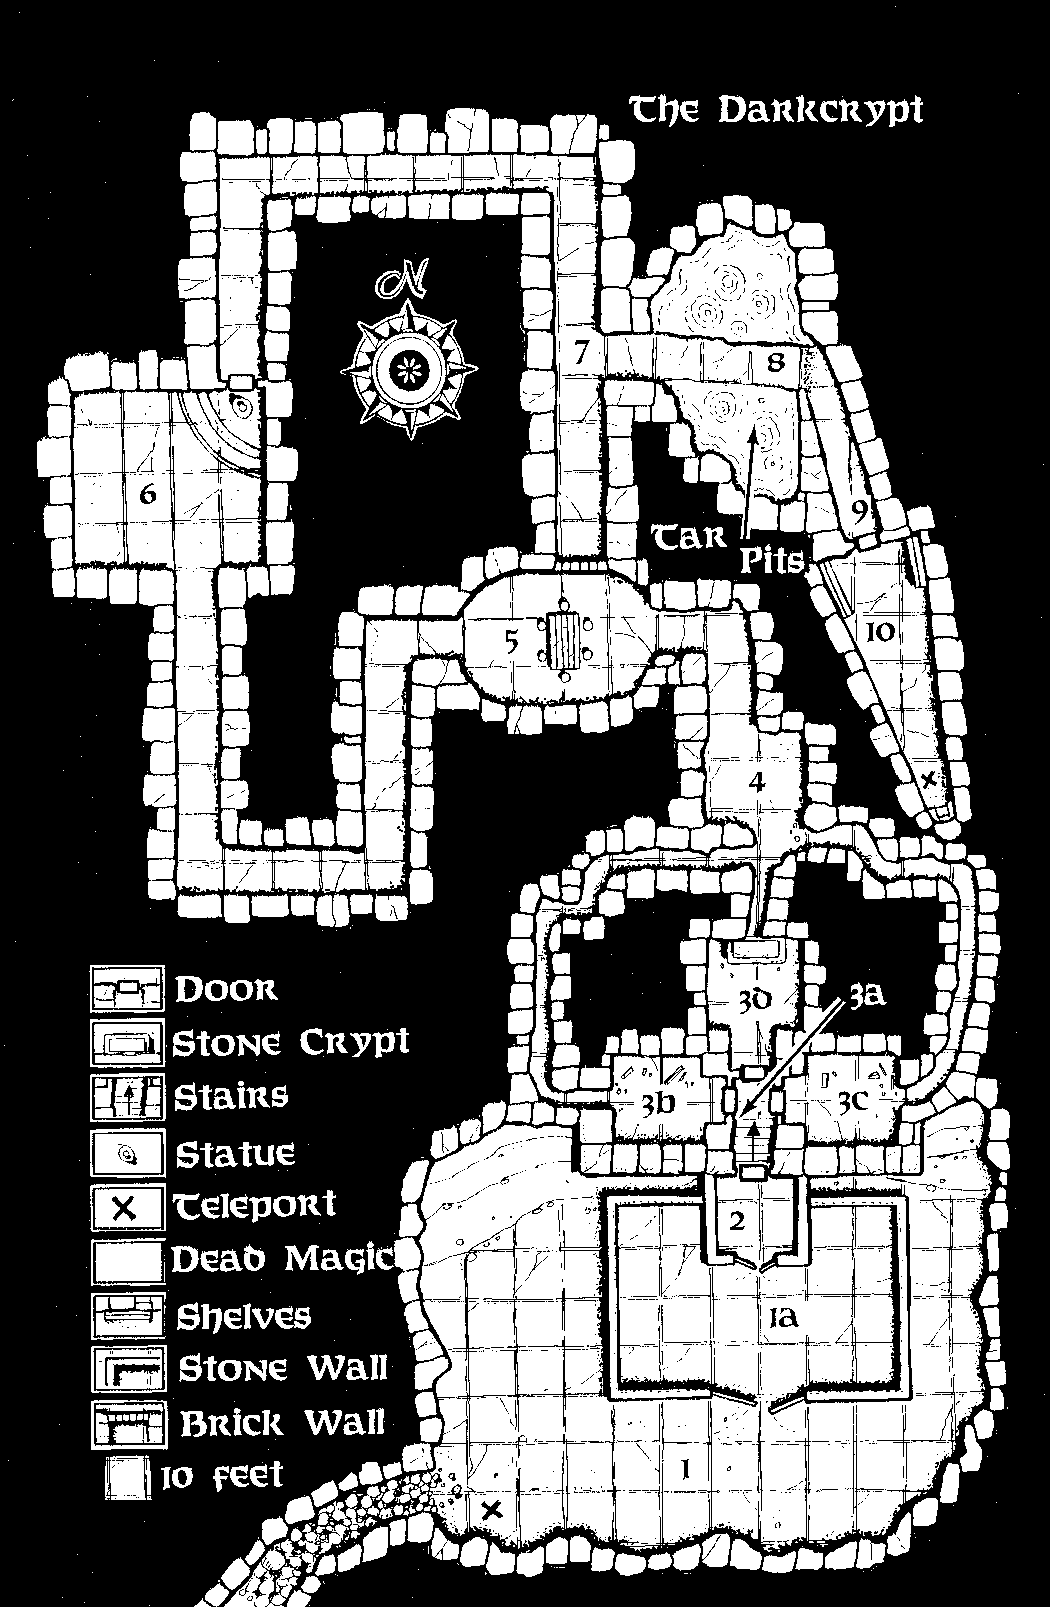 The Darkcrypt
N
7
8
6
9
Tar
Pits
10
5
4
3d
3a
3b
3c
2
1a
1
Door
Stone Crypt
Stairs
Statue
Teleport
Dead Magic
Shelves
Stone Wall
Brick Wall
10 feet